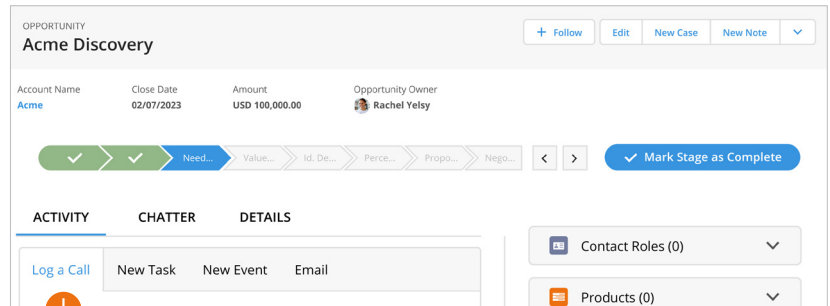 OPPORTUNITY
Acme Discovery
+ Follow Edit New Case New Note
Account Name Close Date Amount Opportunity Owner
Acme 02/07/2023 USD 100,000.00 Rachel Yelsy
Need... Value... Id. De... Perce... Propo... Nego... Mark Stage as Complete
ACTIVITY CHATTER DETAILS
Contact Roles (0)
Log a Call New Task New Event Email
Products (0)